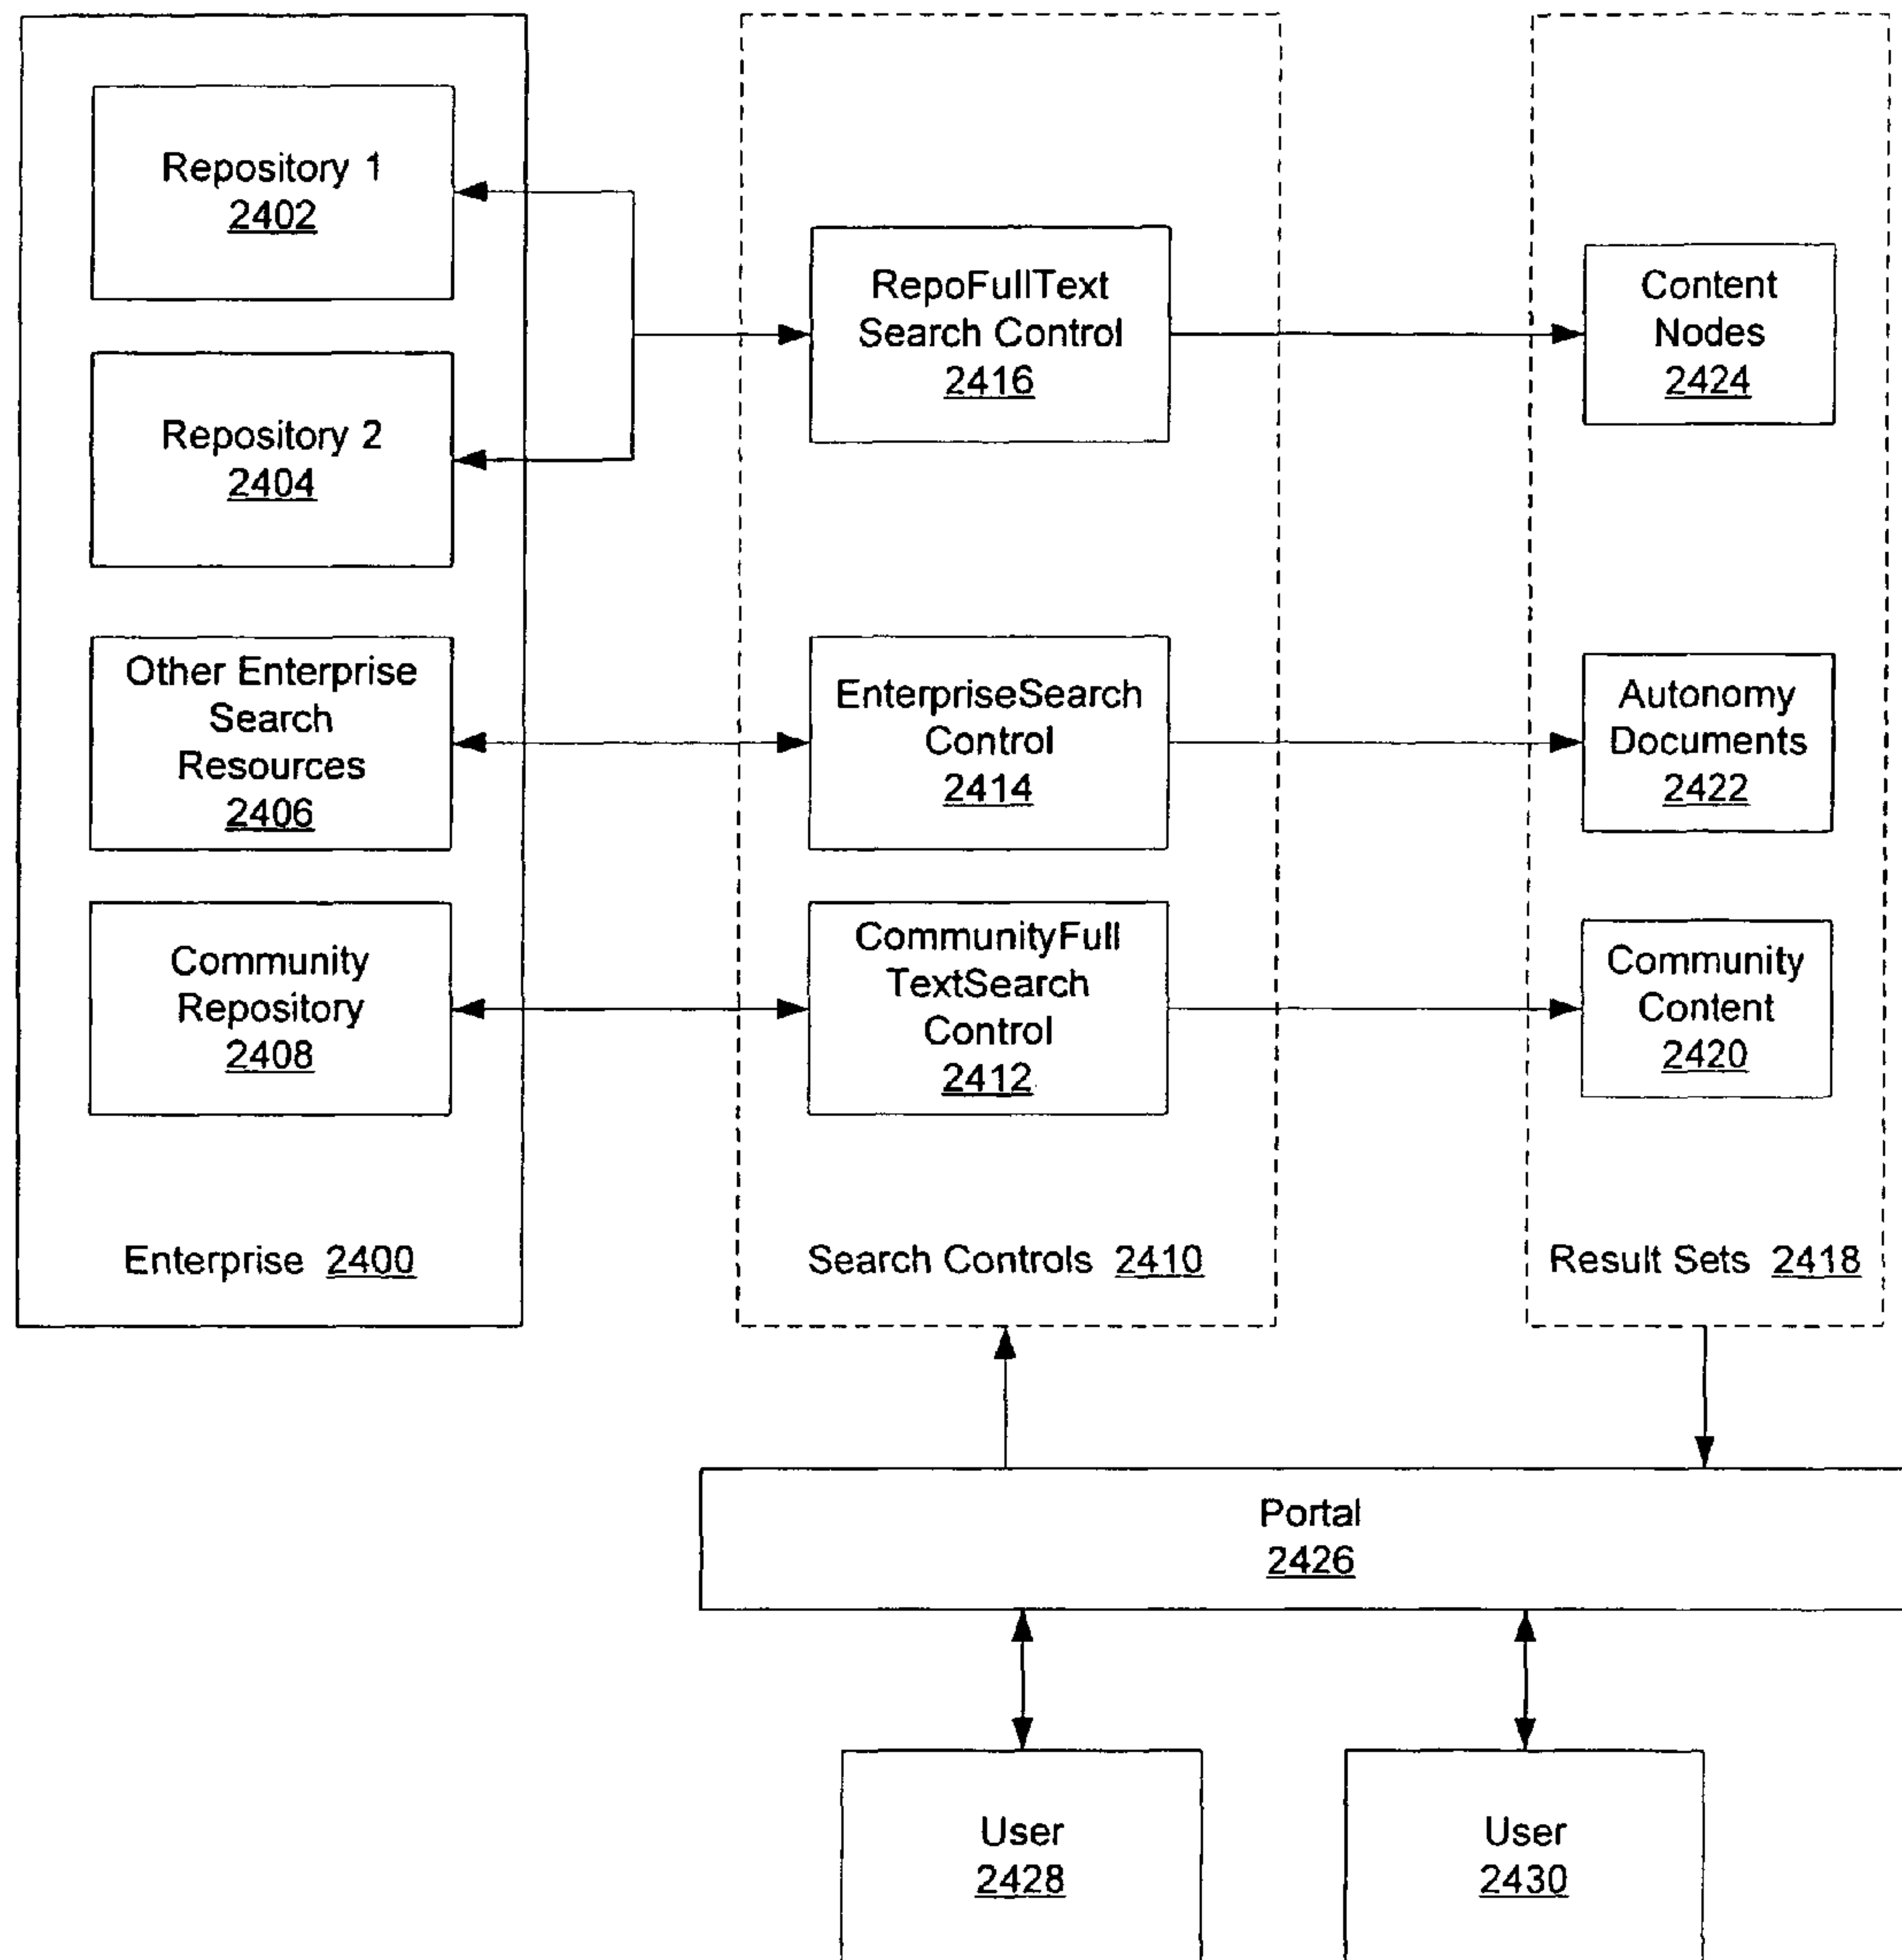 Repository 1
2402
Repository 2
2404
Other Enterprise
Search
Resources
2406
Community
Repository
2408
Enterprise 2400
RepoFullText
Search Control
2416
EnterpriseSearch
Control
2414
CommunityFull
TextSearch
Control
2412
Search Controls 2410
Content
Nodes
2424
Autonomy
Documents
2422
Community
Content
2420
Result Sets 2418
Portal
2426
User
2428
User
2430